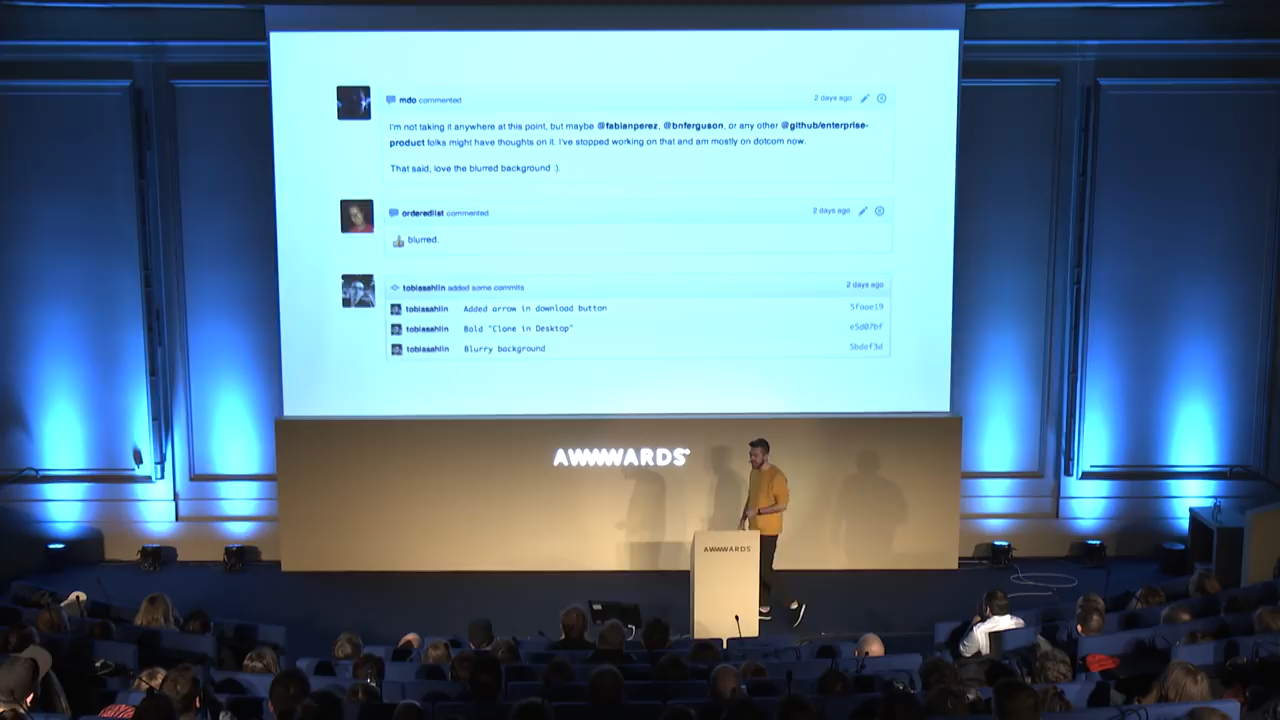 mdo commented
2 days ago
I'm not taking it anywhere at this point, but maybe @fabianperez, @bnferguson, or any other @github/enterprise-
product folks might have thoughts on it. I've stopped working on that and am mostly on dotcom now.
That said, love the blurred background :).
orderedlist commented
2 days ago
👍 blurred.
tobiasahlin added some commits
2 days ago
tobiasahlin Added arrow in download button
tobiasahlin Bold "Clone in Desktop" e5d07bf
tobiasahlin Blurry background 5bdef3d
AWWWARDS
AWWWARDS